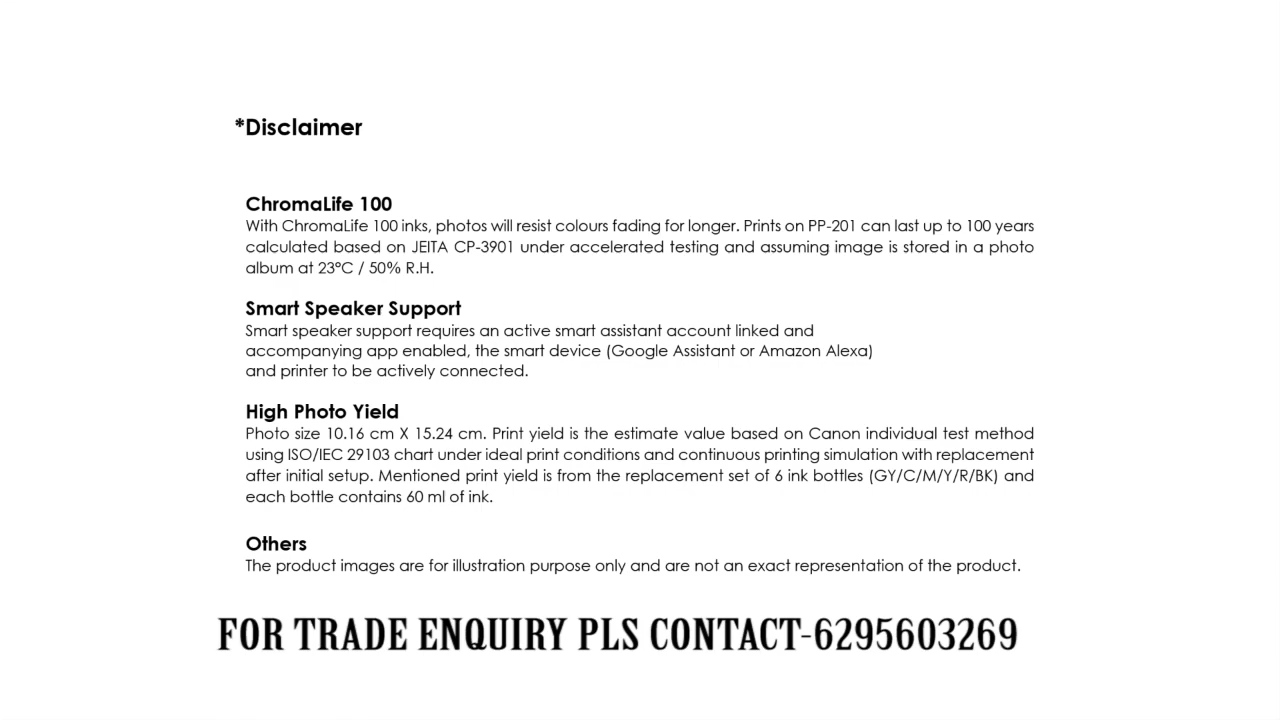 *Disclaimer
ChromaLife 100
With ChromaLife 100 inks, photos will resist colours fading for longer. Prints on PP-201 can last up to 100 years
calculated based on JEITA CP-3901 under accelerated testing and assuming image is stored in a photo
album at 23°C / 50% R.H.
Smart Speaker Support
Smart speaker support requires an active smart assistant account linked and
accompanying app enabled, the smart device (Google Assistant or Amazon Alexa)
and printer to be actively connected.
High Photo Yield
Photo size 10.16 cm X 15.24 cm. Print yield is the estimate value based on Canon individual test method
using ISO/IEC 29103 chart under ideal print conditions and continuous printing simulation with replacement
after initial setup. Mentioned print yield is from the replacement set of 6 ink bottles (GY/C/M/Y/R/BK) and
each bottle contains 60 ml of ink.
Others
The product images are for illustration purpose only and are not an exact representation of the product.
FOR TRADE ENQUIRY PLS CONTACT-6295603269